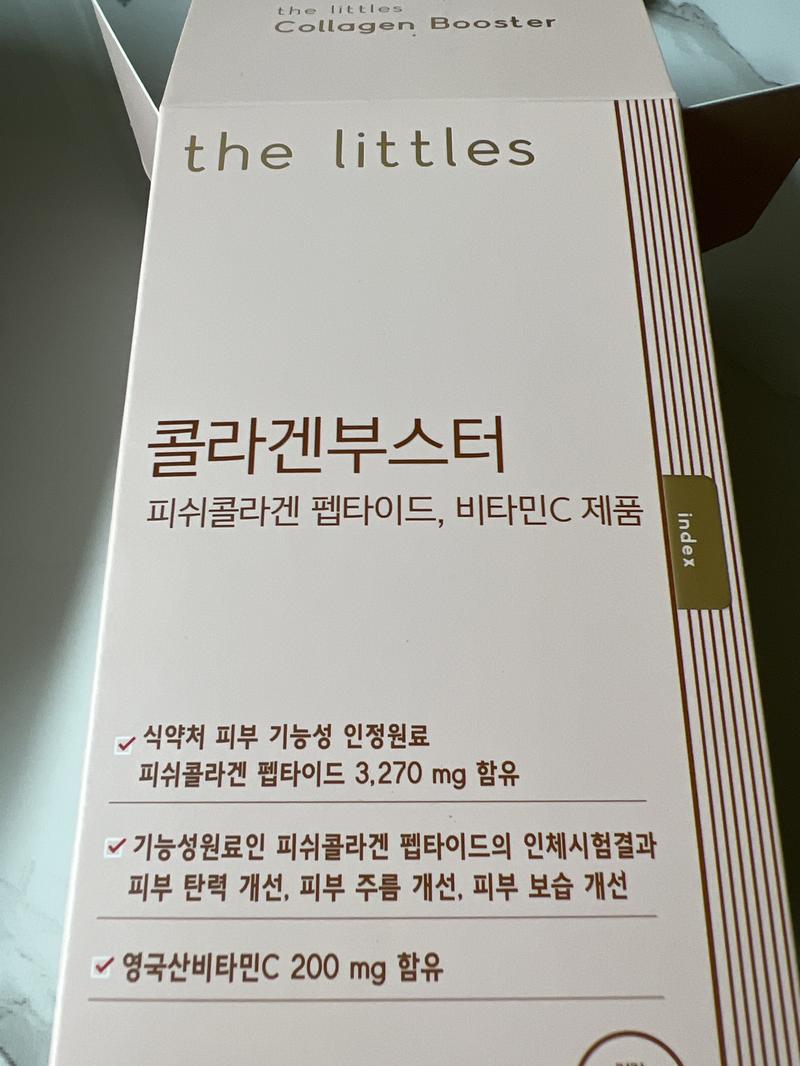 the littles
Collagen Booster
the littles
콜라겐부스터
피쉬콜라겐 펩타이드, 비타민C 제품
index
식약처 피부 기능성 인정원료
피쉬콜라겐 펩타이드 3,270 mg 함유
기능성원료인 피쉬콜라겐 펩타이드의 인체시험결과
피부 탄력 개선, 피부 주름 개선, 피부 보습 개선
영국산비타민C 200 mg 함유